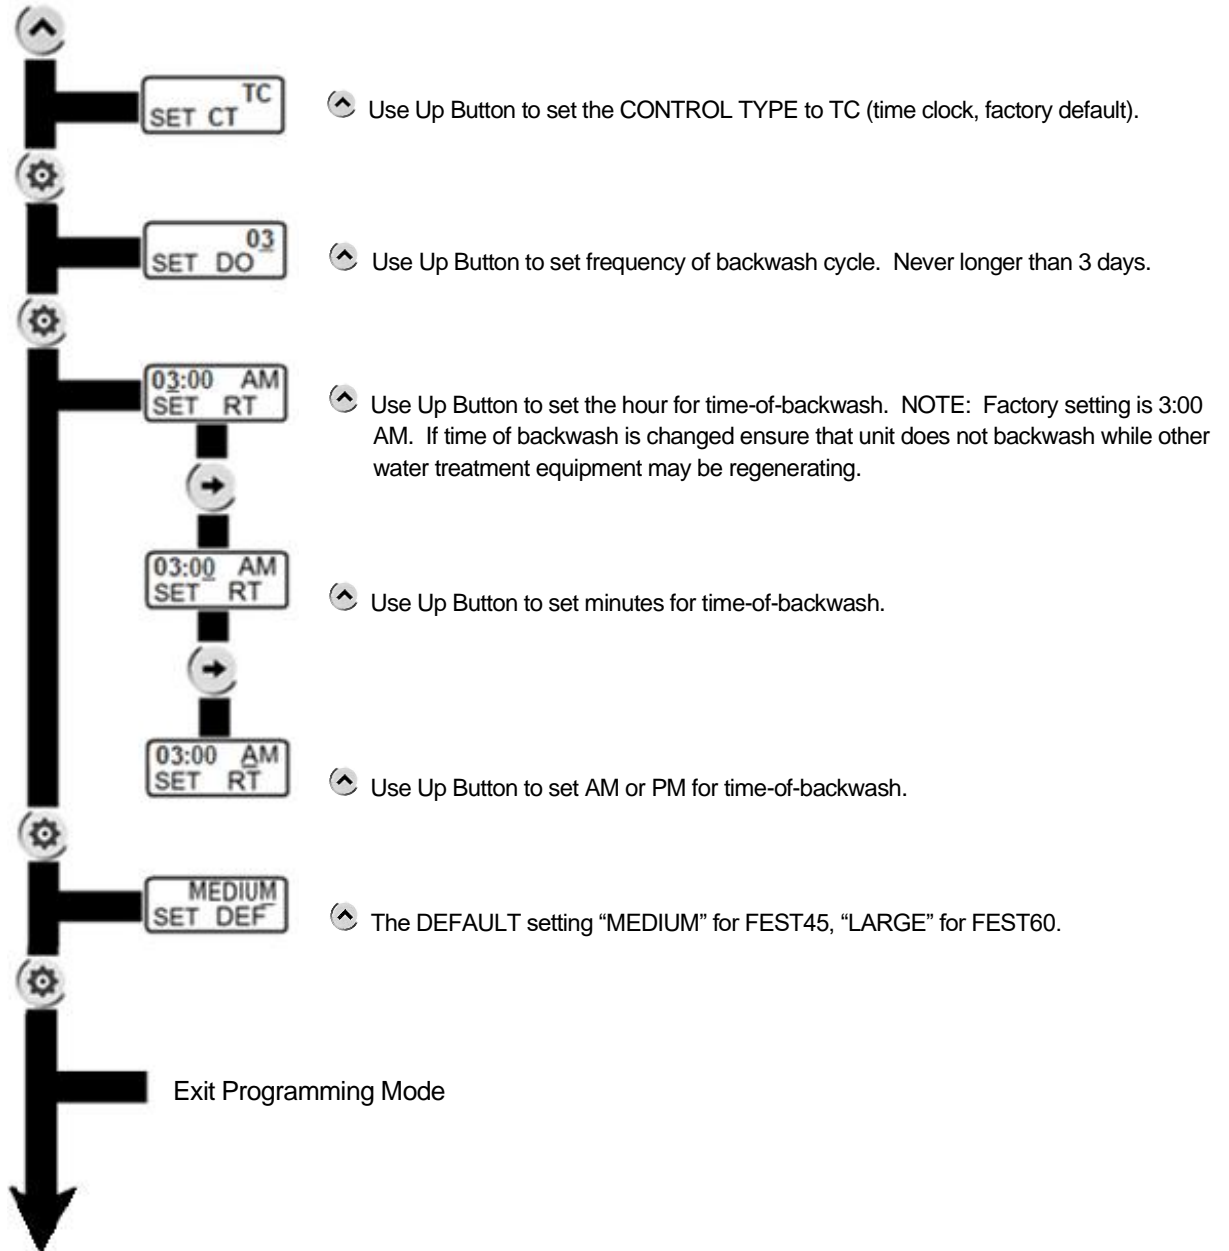 TC
SET CT
Use Up Button to set the CONTROL TYPE to TC (time clock, factory default).
03
SET DO
Use Up Button to set frequency of backwash cycle. Never longer than 3 days.
03:00 AM
SET RT
Use Up Button to set the hour for time-of-backwash. NOTE: Factory setting is 3:00
AM. If time of backwash is changed ensure that unit does not backwash while other
water treatment equipment may be regenerating.
03:00 AM
SET RT
Use Up Button to set minutes for time-of-backwash.
03:00 AM
SET RT
Use Up Button to set AM or PM for time-of-backwash.
MEDIUM
SET DEF
The DEFAULT setting “MEDIUM” for FEST45, “LARGE” for FEST60.
Exit Programming Mode